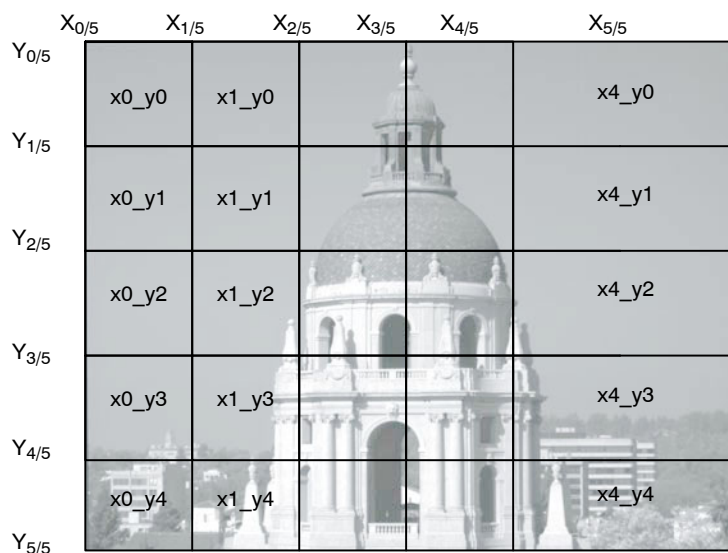 X0/5 X1/5 X2/5 X3/5 X4/5 X5/5
Y0/5
x0_y0 x1_y0 x4_y0
Y1/5
x0_y1 x1_y1 x4_y1
Y2/5
x0_y2 x1_y2 x4_y2
Y3/5
x0_y3 x1_y3 x4_y3
Y4/5
x0_y4 x1_y4 x4_y4
Y5/5